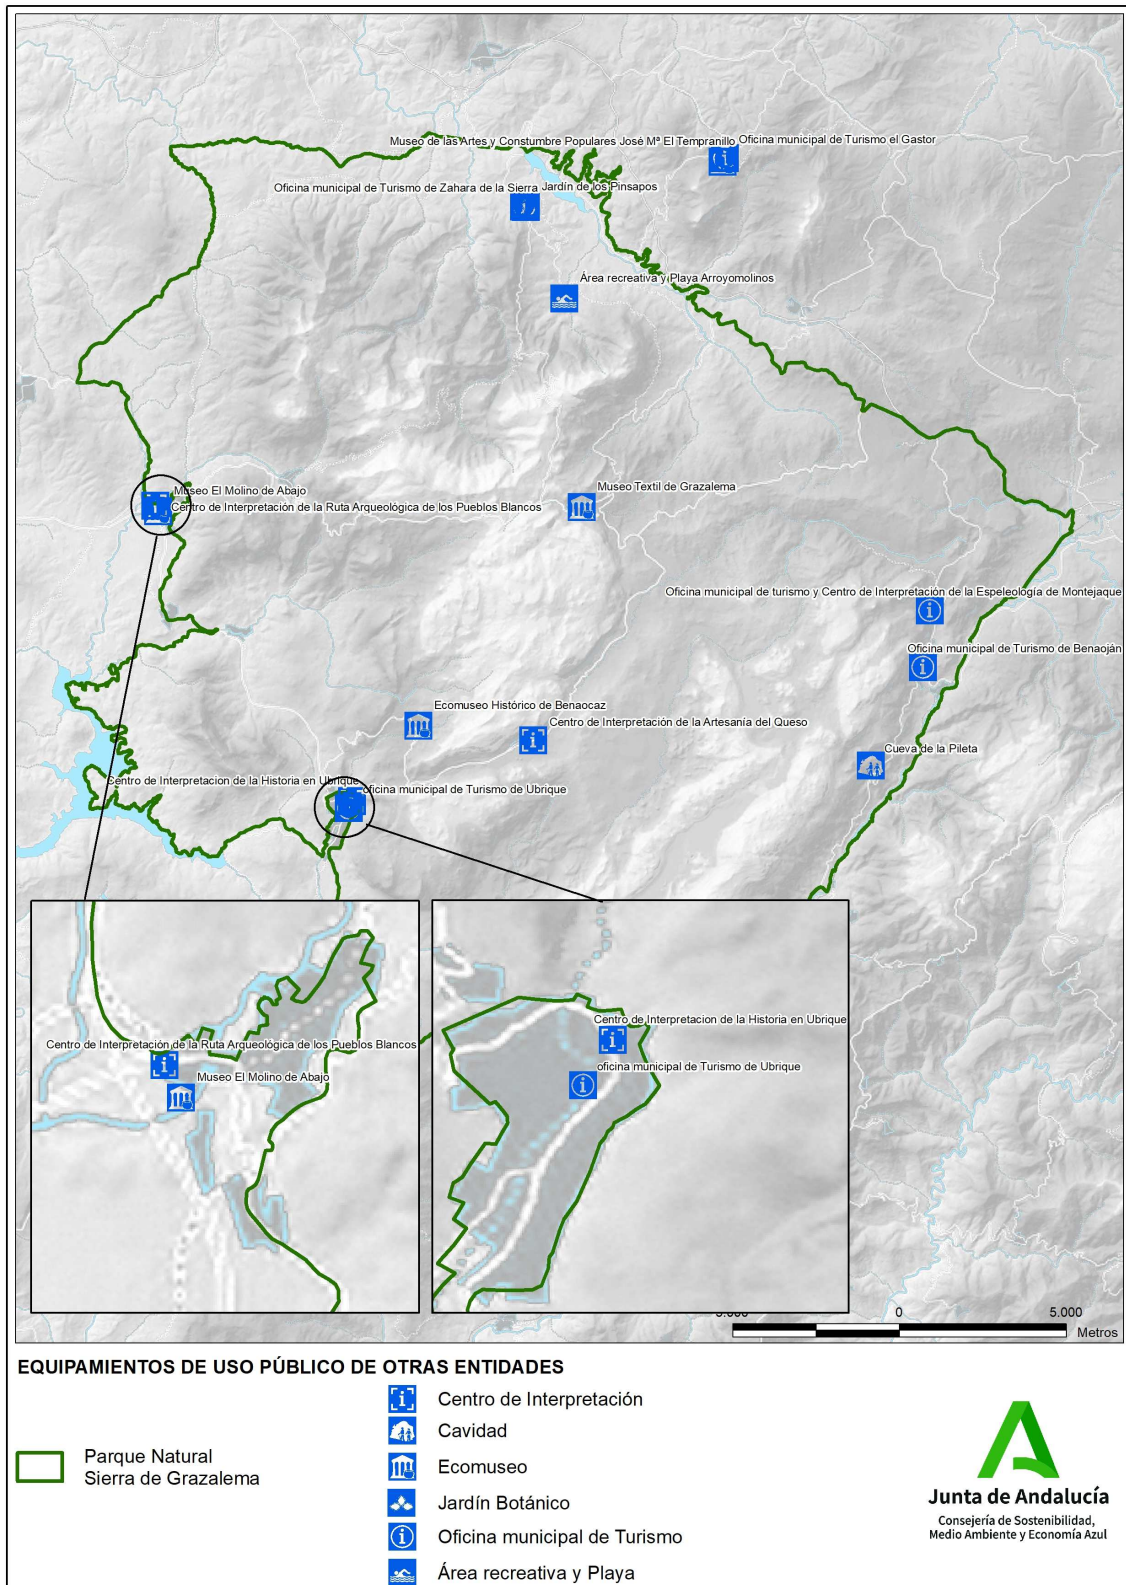 Museo de las Artes y Constumbre Populares José Mª El Tempranillo
Oficina municipal de Turismo el Gastor
Oficina municipal de Turismo de Zahara de la Sierra
Jardín de los Pinsapos
Área recreativa y Playa Arroyomolinos
Museo El Molino de Abajo
Centro de Interpretación de la Ruta Arqueológica de los Pueblos Blancos
Museo Textil de Grazalema
Oficina municipal de turismo y Centro de Interpretación de la Espeleología de Montejaque
Oficina municipal de Turismo de Benaoján
Ecomuseo Histórico de Benaocaz
Centro de Interpretación de la Artesanía del Queso
Cueva de la Pileta
Centro de Interpretacion de la Historia en Ubrique
oficina municipal de Turismo de Ubrique
Centro de Interpretación de la Ruta Arqueológica de los Pueblos Blancos
Museo El Molino de Abajo
Centro de Interpretacion de la Historia en Ubrique
oficina municipal de Turismo de Ubrique
5.000 0 5.000
Metros
EQUIPAMIENTOS DE USO PÚBLICO DE OTRAS ENTIDADES
Parque Natural
Sierra de Grazalema
Centro de Interpretación
Cavidad
Ecomuseo
Jardín Botánico
Oficina municipal de Turismo
Área recreativa y Playa
Junta de Andalucía
Consejería de Sostenibilidad,
Medio Ambiente y Economía Azul